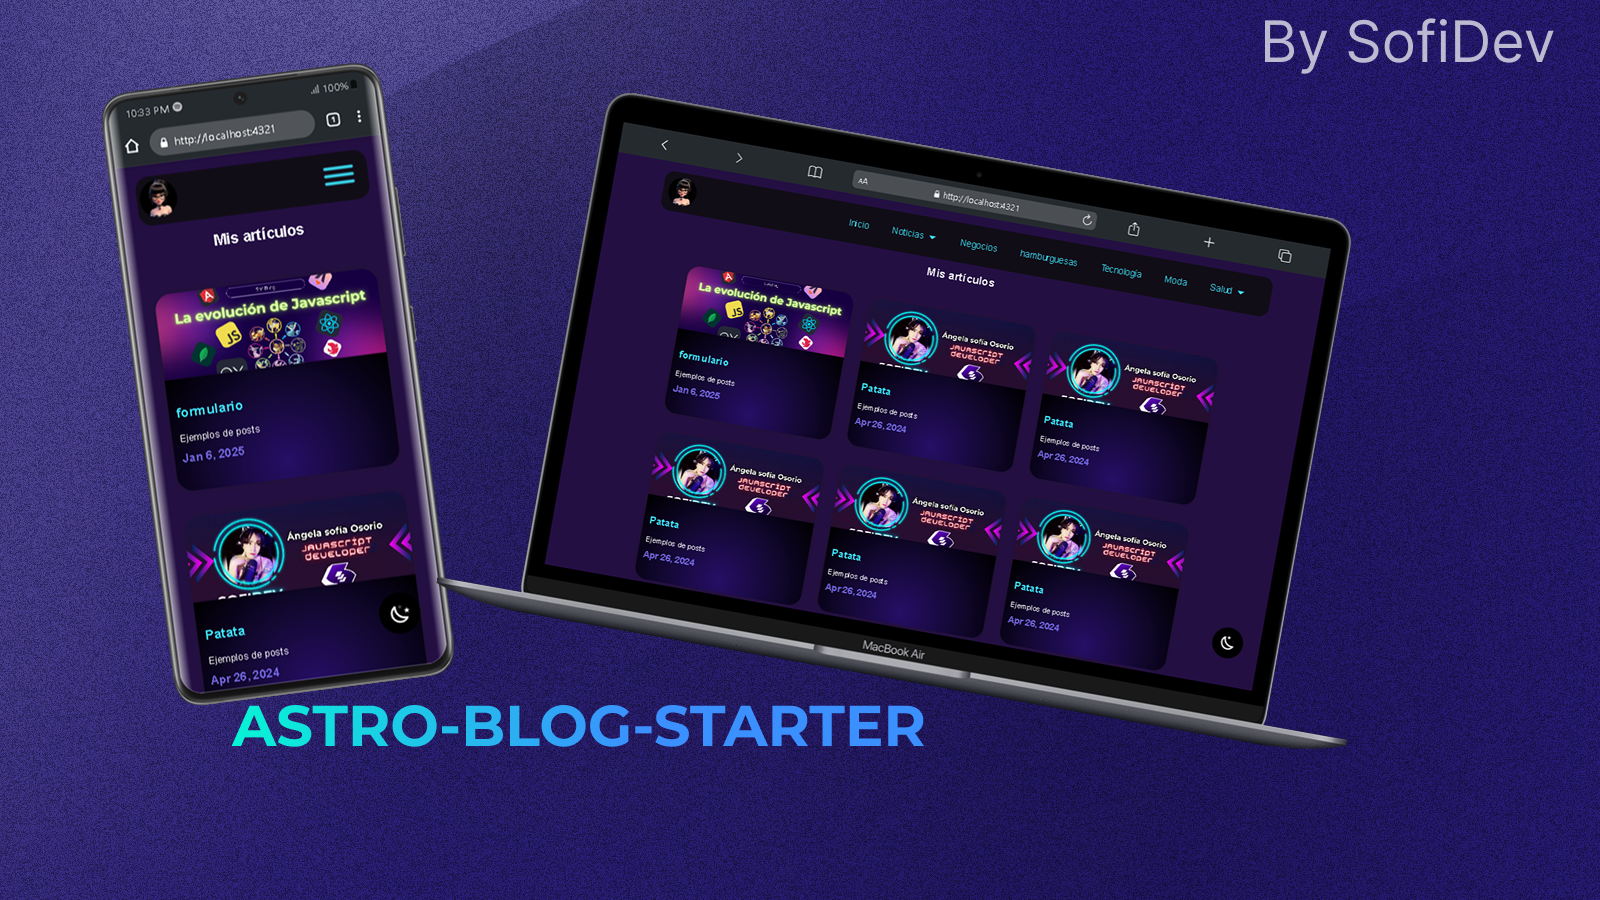 By SofiDev
10:33 PM
100%
http://localhost:4321
1
Mis artículos
La evolución de Javascript
JS
formulario
Ejemplos de posts
Jan 6, 2025
Ángela sofía Osorio
JAVASCRIPT
DEVELOPER
SOFIDEV
Patata
Ejemplos de posts
Apr 26, 2024
AA
http://localhost:4321
Inicio
Noticias
Negocios
hamburguesas
Tecnología
Moda
Salud
Mis artículos
La evolución de Javascript
JS
formulario
Ejemplos de posts
Jan 6, 2025
Ángela sofía Osorio
JAVASCRIPT
DEVELOPER
Patata
Ejemplos de posts
Apr 26, 2024
Ángela sofía Osorio
JAVASCRIPT
DEVELOPER
Patata
Ejemplos de posts
Apr 26, 2024
Ángela sofía Osorio
JAVASCRIPT
DEVELOPER
Patata
Ejemplos de posts
Apr 26, 2024
Ángela sofía Osorio
JAVASCRIPT
DEVELOPER
Patata
Ejemplos de posts
Apr 26, 2024
Ángela sofía Osorio
JAVASCRIPT
DEVELOPER
Patata
Ejemplos de posts
Apr 26, 2024
MacBook Air
ASTRO-BLOG-STARTER